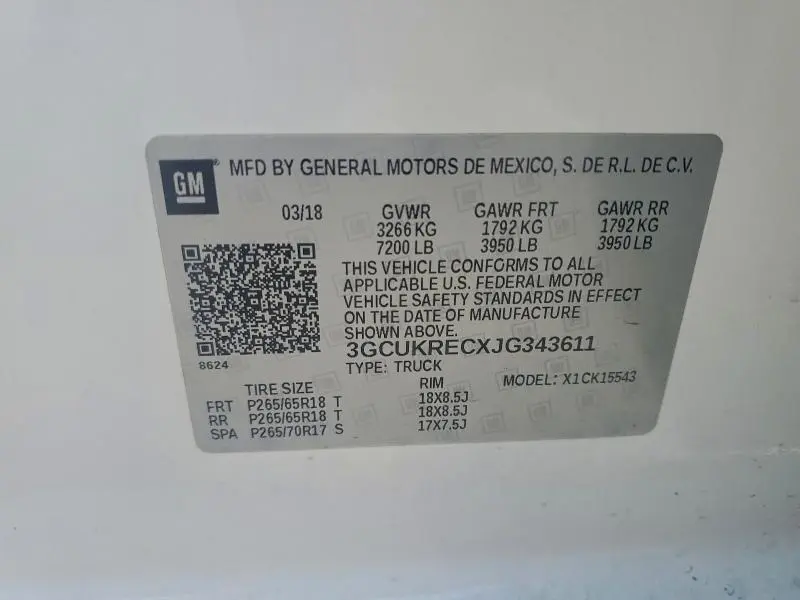 GM
MFD BY GENERAL MOTORS DE MEXICO, S. DE R.L. DE C.V.
03/18 GVWR GAWR FRT GAWR RR
3266 KG 1792 KG 1792 KG
7200 LB 3950 LB 3950 LB
THIS VEHICLE CONFORMS TO ALL
APPLICABLE U.S. FEDERAL MOTOR
VEHICLE SAFETY STANDARDS IN EFFECT
ON THE DATE OF MANUFACTURE
SHOWN ABOVE.
3GCUKRECXJG343611
8624
TYPE: TRUCK
TIRE SIZE RIM MODEL: X1CK15543
FRT P265/65R18 T 18X8.5J
RR P265/65R18 T 18X8.5J
SPA P265/70R17 S 17X7.5J